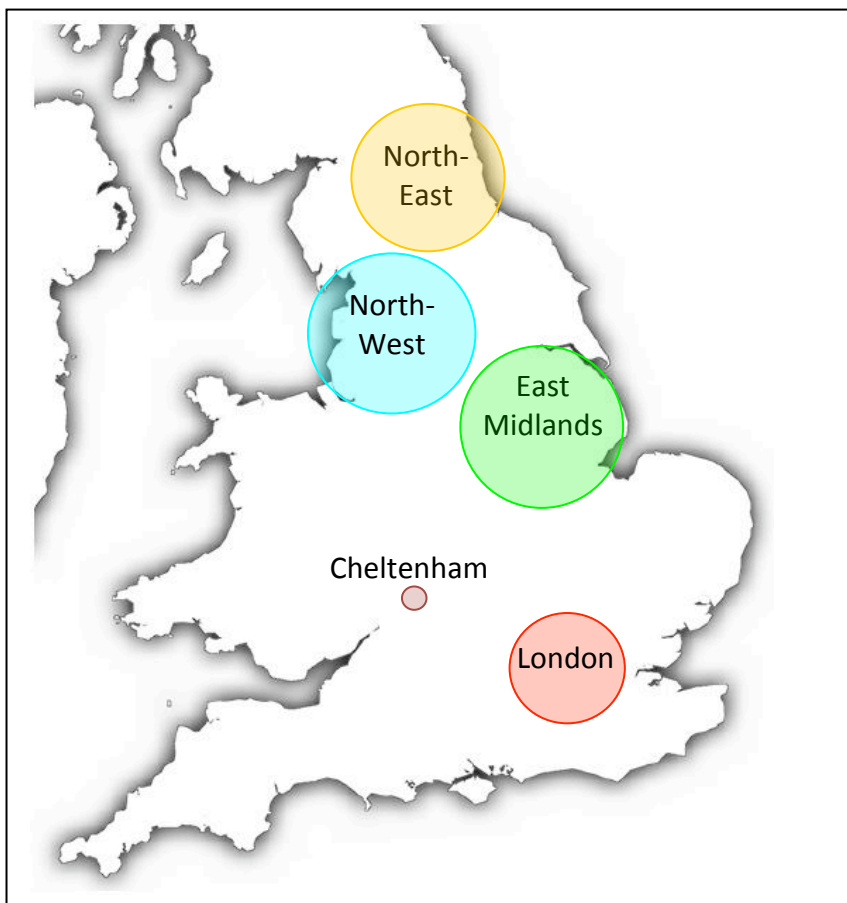 North-
East
North-
West
East
Midlands
Cheltenham
London